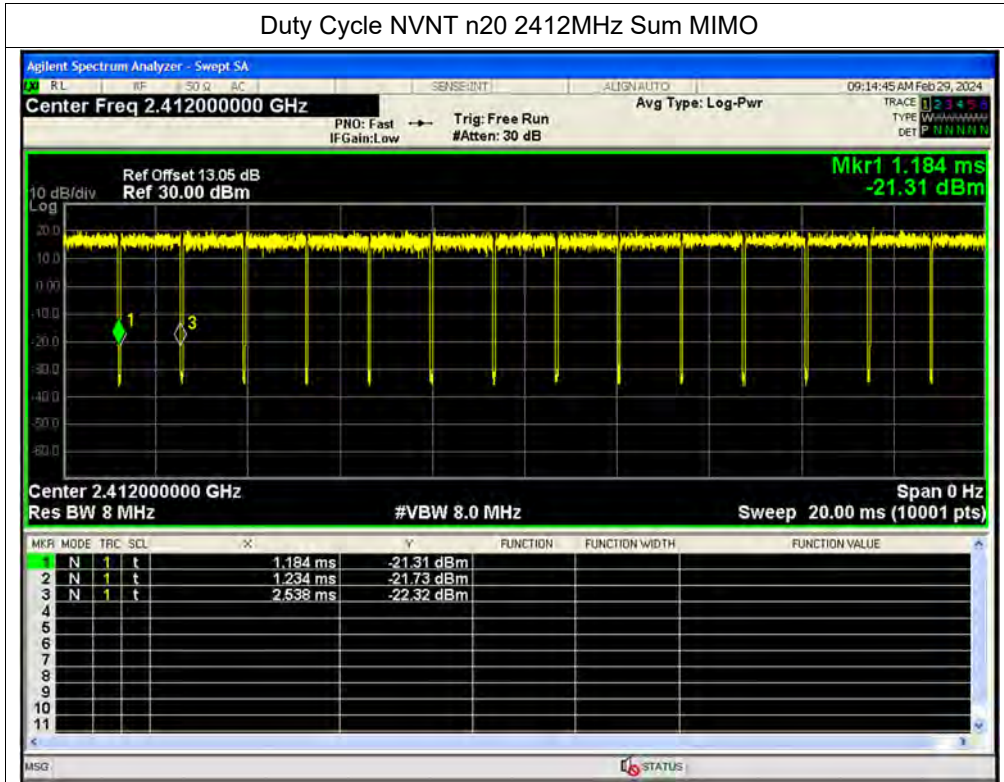 Duty Cycle NVNT n20 2412MHz Sum MIMO
Agilent Spectrum Analyzer - Swept SA
LXI RL RF 50 Ω AC SENSE:INT ALIGN AUTO 09:14:45 AM Feb 29, 2024
Center Freq 2.412000000 GHz Avg Type: Log-Pwr TRACE 1 2 3 4 5 6
PNO: Fast Trig: Free Run TYPE W
IFGain:Low #Atten: 30 dB DET P N N N N N
Mkr1 1.184 ms
-21.31 dBm
Ref Offset 13.05 dB
10 dB/div Ref 30.00 dBm
Log
20.0
10.0
0.00
-10.0
1 3
-20.0
-30.0
-40.0
-50.0
-60.0
Center 2.412000000 GHz Span 0 Hz
Res BW 8 MHz #VBW 8.0 MHz Sweep 20.00 ms (10001 pts)
MKR MODE TRC SCL X Y FUNCTION FUNCTION WIDTH FUNCTION VALUE
1 N 1 t 1.184 ms -21.31 dBm
2 N 1 t 1.234 ms -21.73 dBm
3 N 1 t 2.538 ms -22.32 dBm
4
5
6
7
8
9
10
11
MSG STATUS